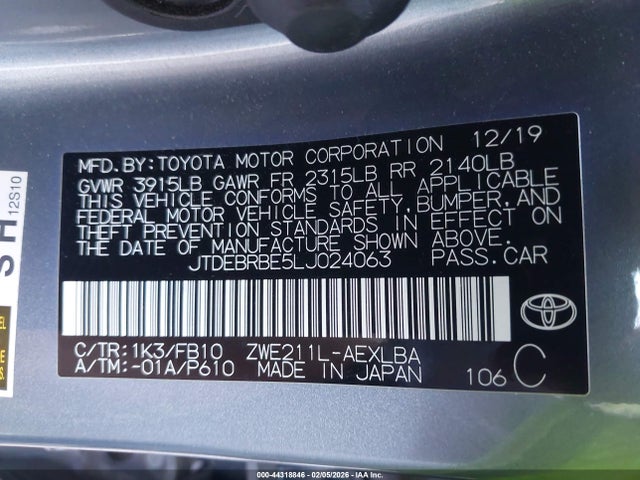 MFD. BY: TOYOTA MOTOR CORPORATION 12/19
GVWR 3915LB GAWR FR 2315LB RR 2140LB
THIS VEHICLE CONFORMS TO ALL APPLICABLE
FEDERAL MOTOR VEHICLE SAFETY, BUMPER, AND
THEFT PREVENTION STANDARDS IN EFFECT ON
THE DATE OF MANUFACTURE SHOWN ABOVE.
JTDEBRBE5LJ024063 PASS.CAR
C/TR:1K3/FB10 ZWE211L-AEXLBA
A/TM:-01A/P610 MADE IN JAPAN
106 C
SH
12S10
000-44318846 - 02/05/2026 - © IAA Inc.